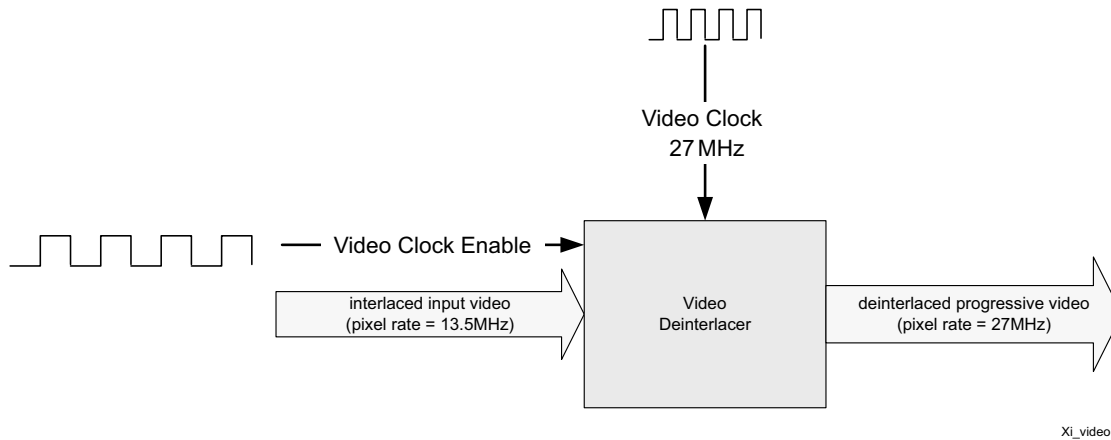 Video Clock
27 MHz
Video Clock Enable
interlaced input video
(pixel rate = 13.5MHz)
Video
Deinterlacer
deinterlaced progressive video
(pixel rate = 27MHz)
Xi_video